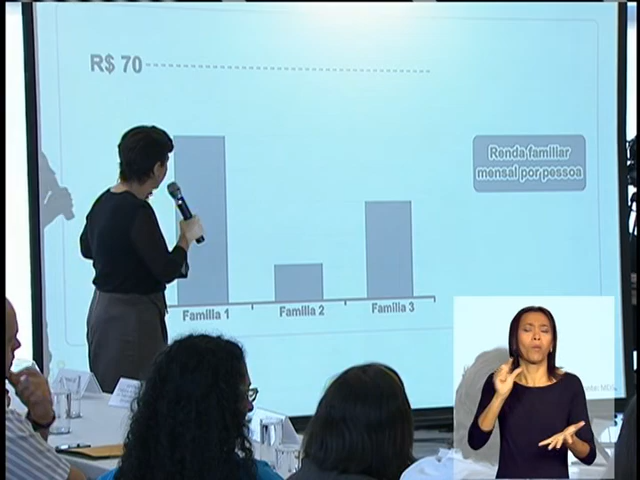 R$ 70
Renda familiar
mensal por pessoa
Família 1
Família 2
Família 3